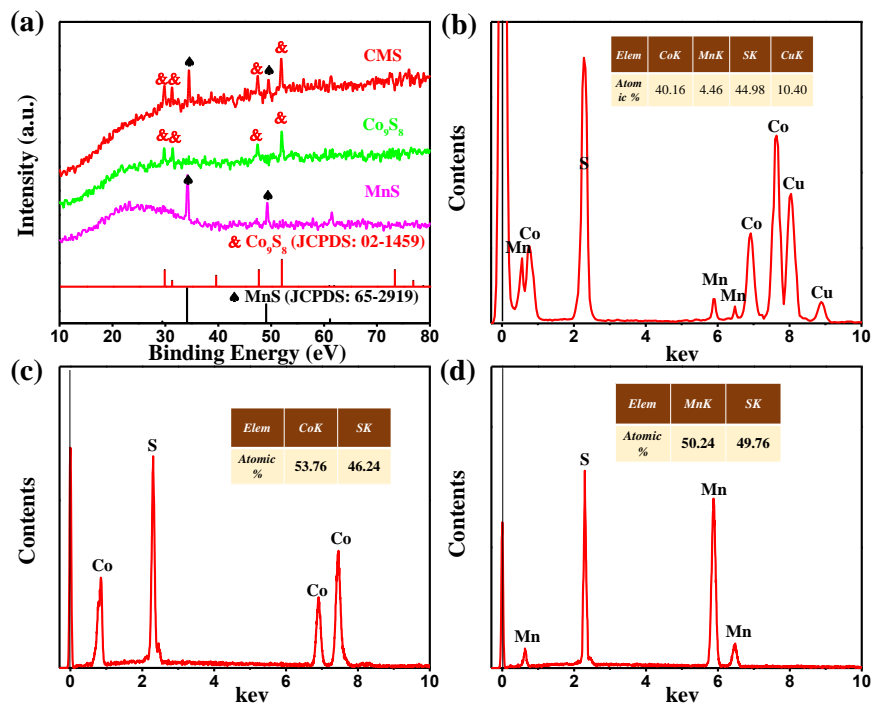 (a)
CMS
&
&
♠
&
♠
&
Co₉S₈
&
&
&
&
MnS
♠
♠
& Co₉S₈ (JCPDS: 02-1459)
♠ MnS (JCPDS: 65-2919)
Intensity (a.u.)
10 20 30 40 50 60 70 80
Binding Energy (eV)
(b)
Elem CoK MnK SK CuK
Atom
ic % 40.16 4.46 44.98 10.40
Contents
Mn
Co
S
Mn
Mn
Co
Co
Cu
Cu
0 2 4 6 8 10
kev
(c)
Elem CoK SK
Atomic
% 53.76 46.24
Contents
Co
S
Co
Co
0 2 4 6 8 10
kev
(d)
Elem MnK SK
Atomic
% 50.24 49.76
Contents
Mn
S
Mn
Mn
0 2 4 6 8 10
kev